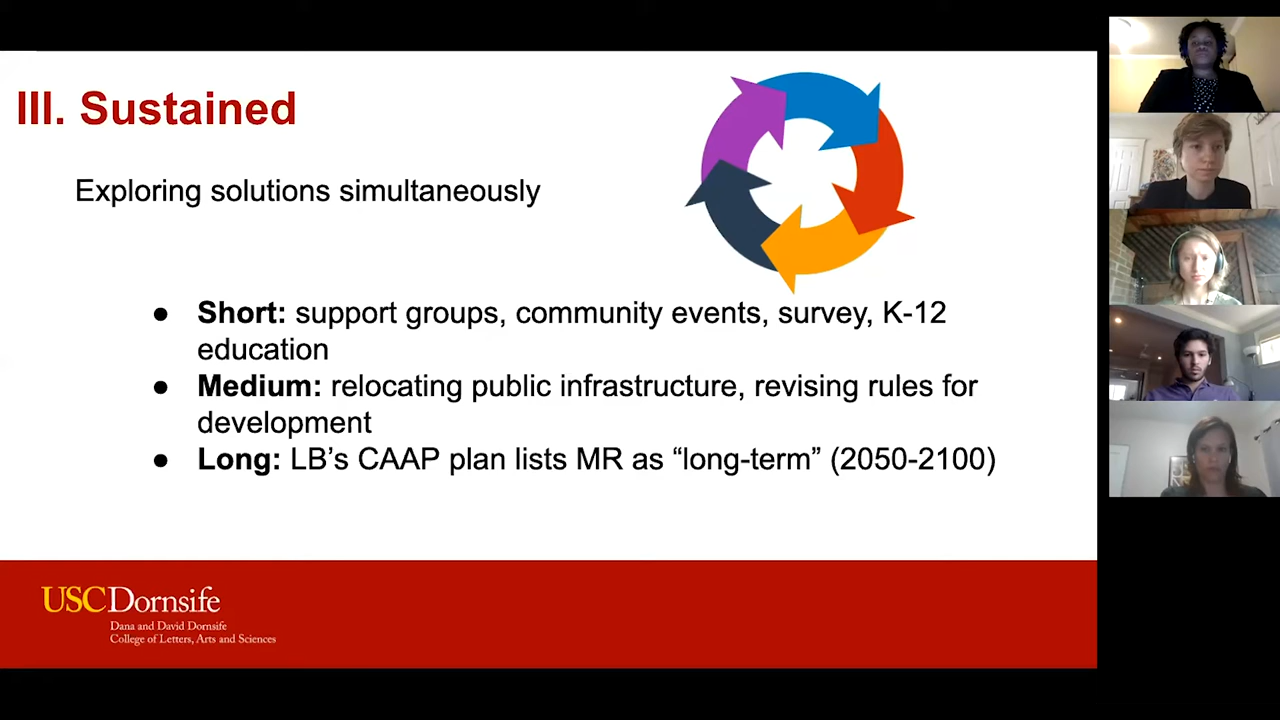 III. Sustained
Exploring solutions simultaneously
● Short: support groups, community events, survey, K-12
education
● Medium: relocating public infrastructure, revising rules for
development
● Long: LB’s CAAP plan lists MR as “long-term” (2050-2100)
USCDornsife
Dana and David Dornsife
College of Letters, Arts and Sciences